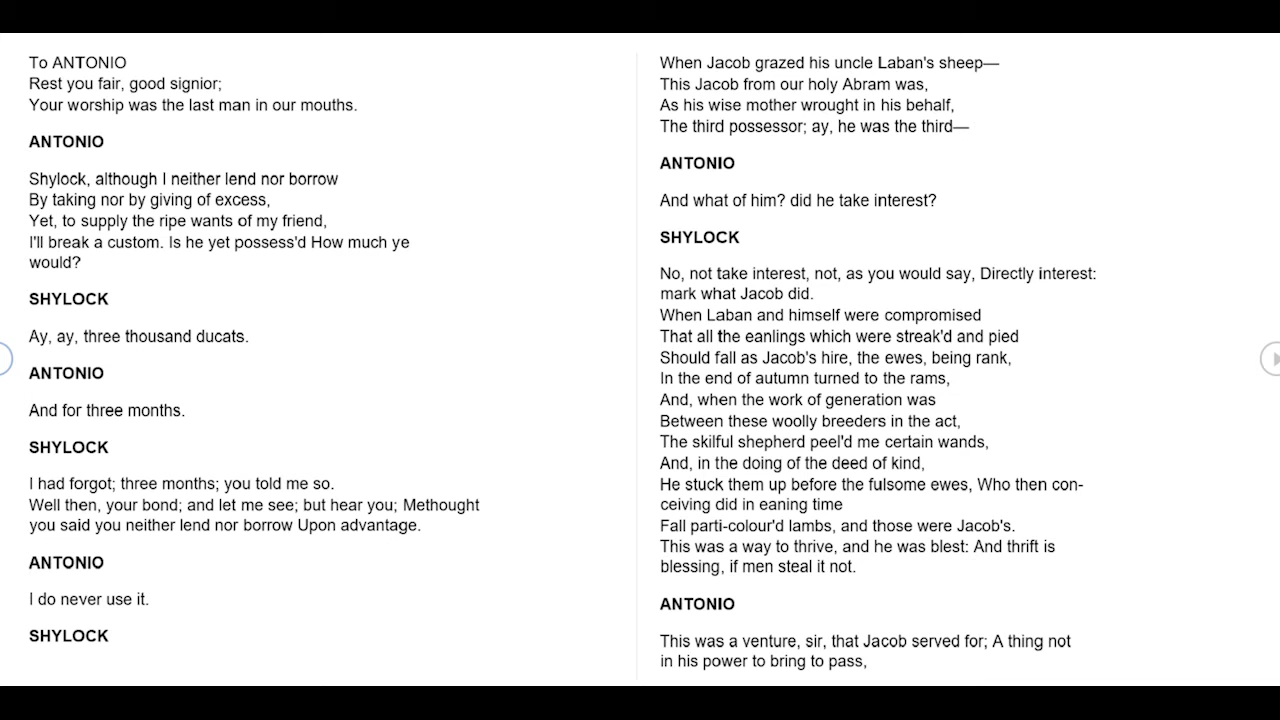 To ANTONIO
Rest you fair, good signior;
Your worship was the last man in our mouths.
ANTONIO
Shylock, although I neither lend nor borrow
By taking nor by giving of excess,
Yet, to supply the ripe wants of my friend,
I'll break a custom. Is he yet possess'd How much ye
would?
SHYLOCK
Ay, ay, three thousand ducats.
ANTONIO
And for three months.
SHYLOCK
I had forgot; three months; you told me so.
Well then, your bond; and let me see; but hear you; Methought
you said you neither lend nor borrow Upon advantage.
ANTONIO
I do never use it.
SHYLOCK
When Jacob grazed his uncle Laban's sheep—
This Jacob from our holy Abram was,
As his wise mother wrought in his behalf,
The third possessor; ay, he was the third—
ANTONIO
And what of him? did he take interest?
SHYLOCK
No, not take interest, not, as you would say, Directly interest:
mark what Jacob did.
When Laban and himself were compromised
That all the eanlings which were streak'd and pied
Should fall as Jacob's hire, the ewes, being rank,
In the end of autumn turned to the rams,
And, when the work of generation was
Between these woolly breeders in the act,
The skilful shepherd peel'd me certain wands,
And, in the doing of the deed of kind,
He stuck them up before the fulsome ewes, Who then con-
ceiving did in eaning time
Fall parti-colour'd lambs, and those were Jacob's.
This was a way to thrive, and he was blest: And thrift is
blessing, if men steal it not.
ANTONIO
This was a venture, sir, that Jacob served for; A thing not
in his power to bring to pass,